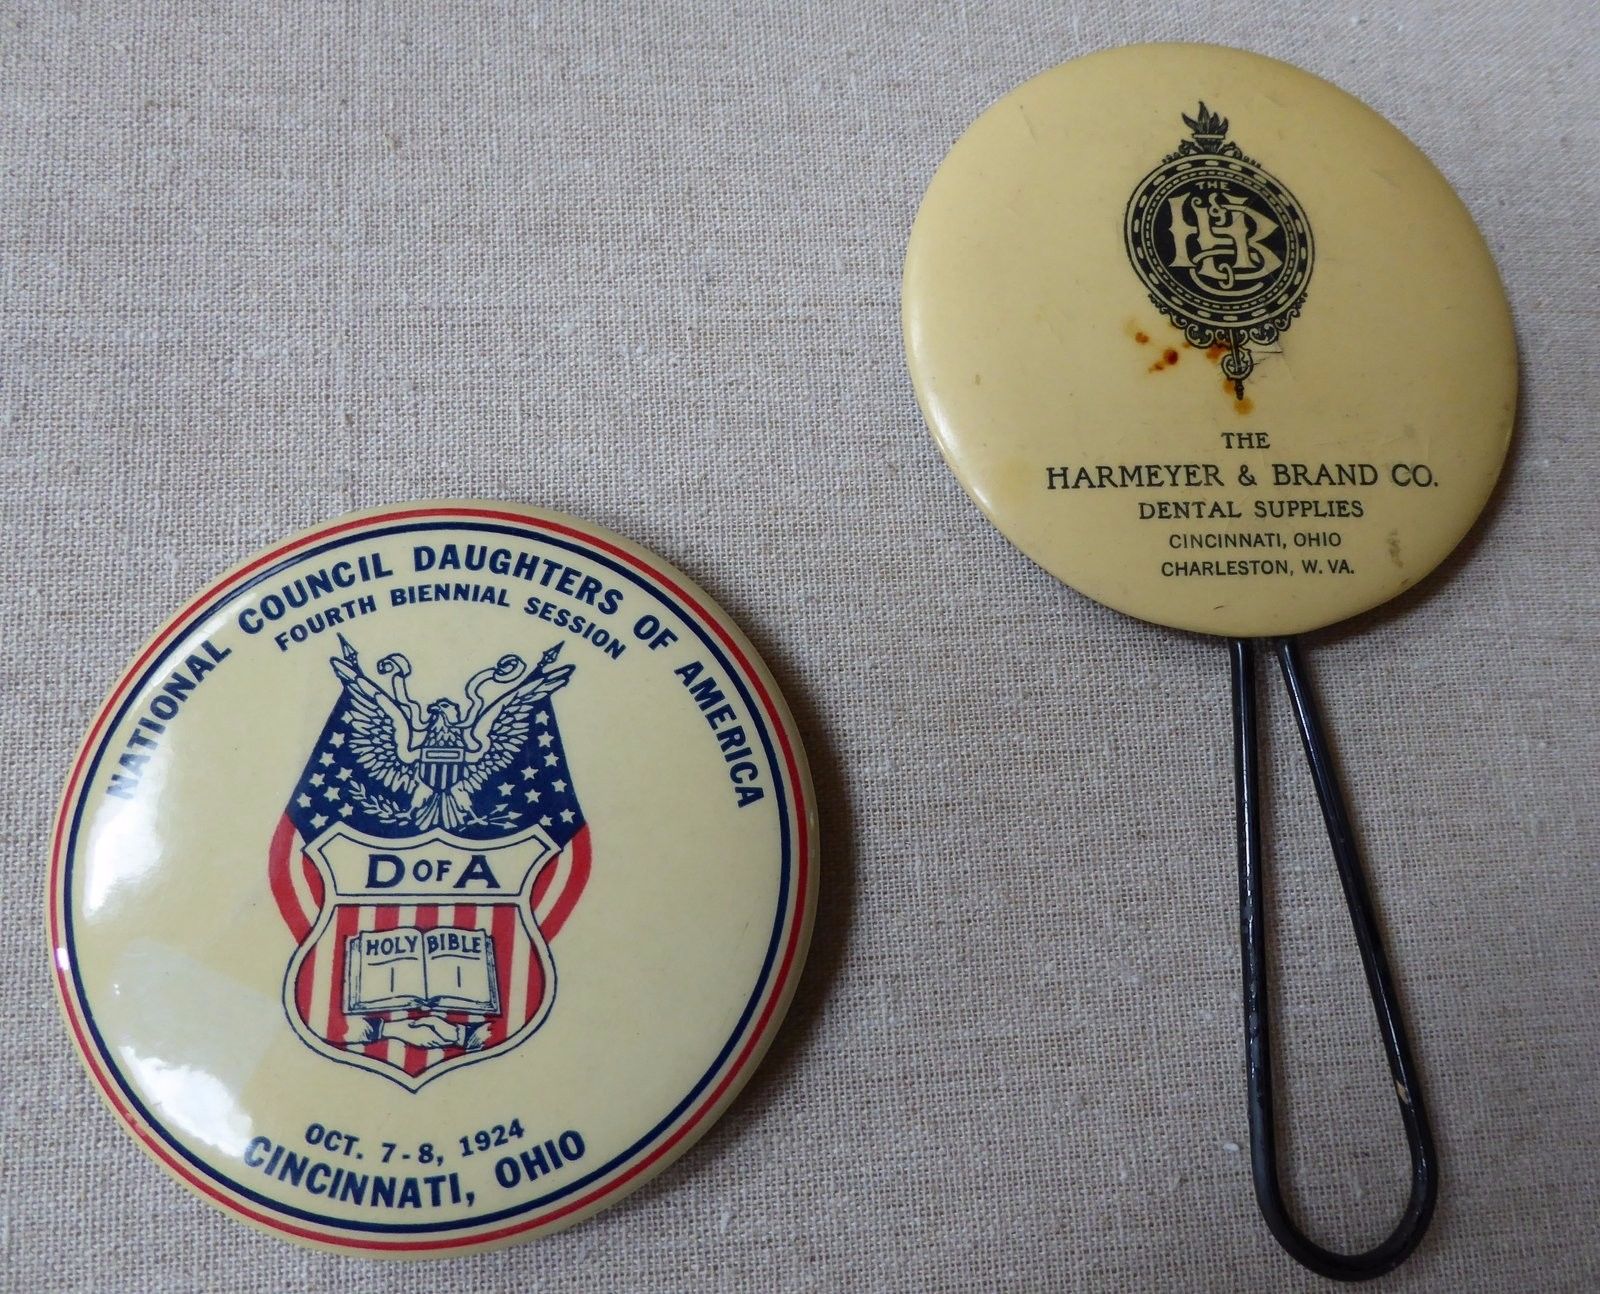 NATIONAL COUNCIL DAUGHTERS OF AMERICA
FOURTH BIENNIAL SESSION
D OF A
HOLY BIBLE
OCT. 7-8, 1924
CINCINNATI, OHIO
THE
H&B
Co
THE
HARMEYER & BRAND CO.
DENTAL SUPPLIES
CINCINNATI, OHIO
CHARLESTON, W. VA.